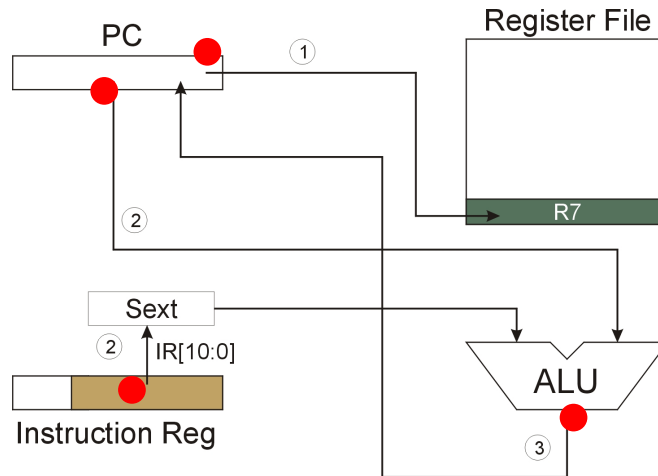 Register File
PC
1
R7
2
Sext
2
IR[10:0]
ALU
Instruction Reg
3